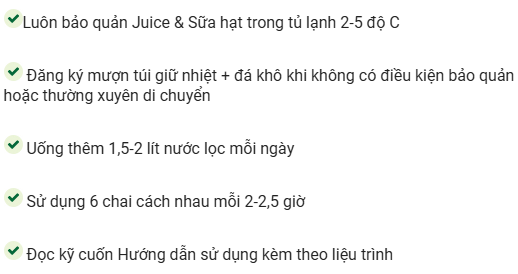 Luôn bảo quản Juice & Sữa hạt trong tủ lạnh 2-5 độ C
Đăng ký mượn túi giữ nhiệt + đá khô khi không có điều kiện bảo quản
hoặc thường xuyên di chuyển
Uống thêm 1,5-2 lít nước lọc mỗi ngày
Sử dụng 6 chai cách nhau mỗi 2-2,5 giờ
Đọc kỹ cuốn Hướng dẫn sử dụng kèm theo liệu trình